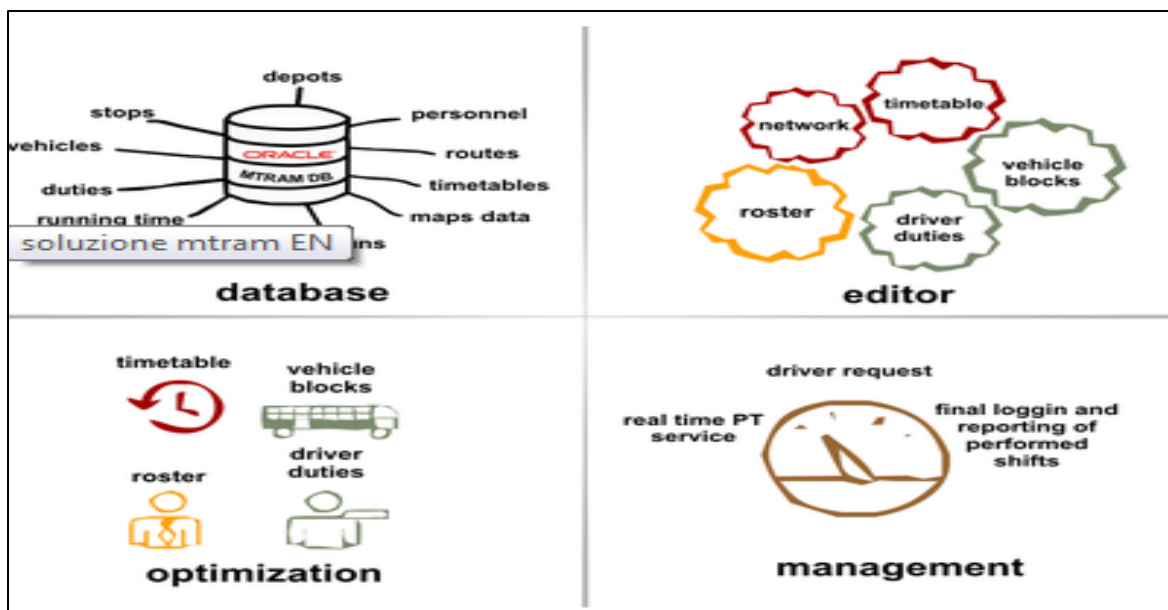 depots
stops
personnel
vehicles
ORACLE
routes
MTRAM DB
duties
timetables
running time
maps data
soluzione mtram EN
database
timetable
network
vehicle
blocks
roster
driver
duties
editor
timetable
vehicle
blocks
roster
driver
duties
optimization
driver request
real time PT
service
final loggin and
reporting of
performed
shifts
management